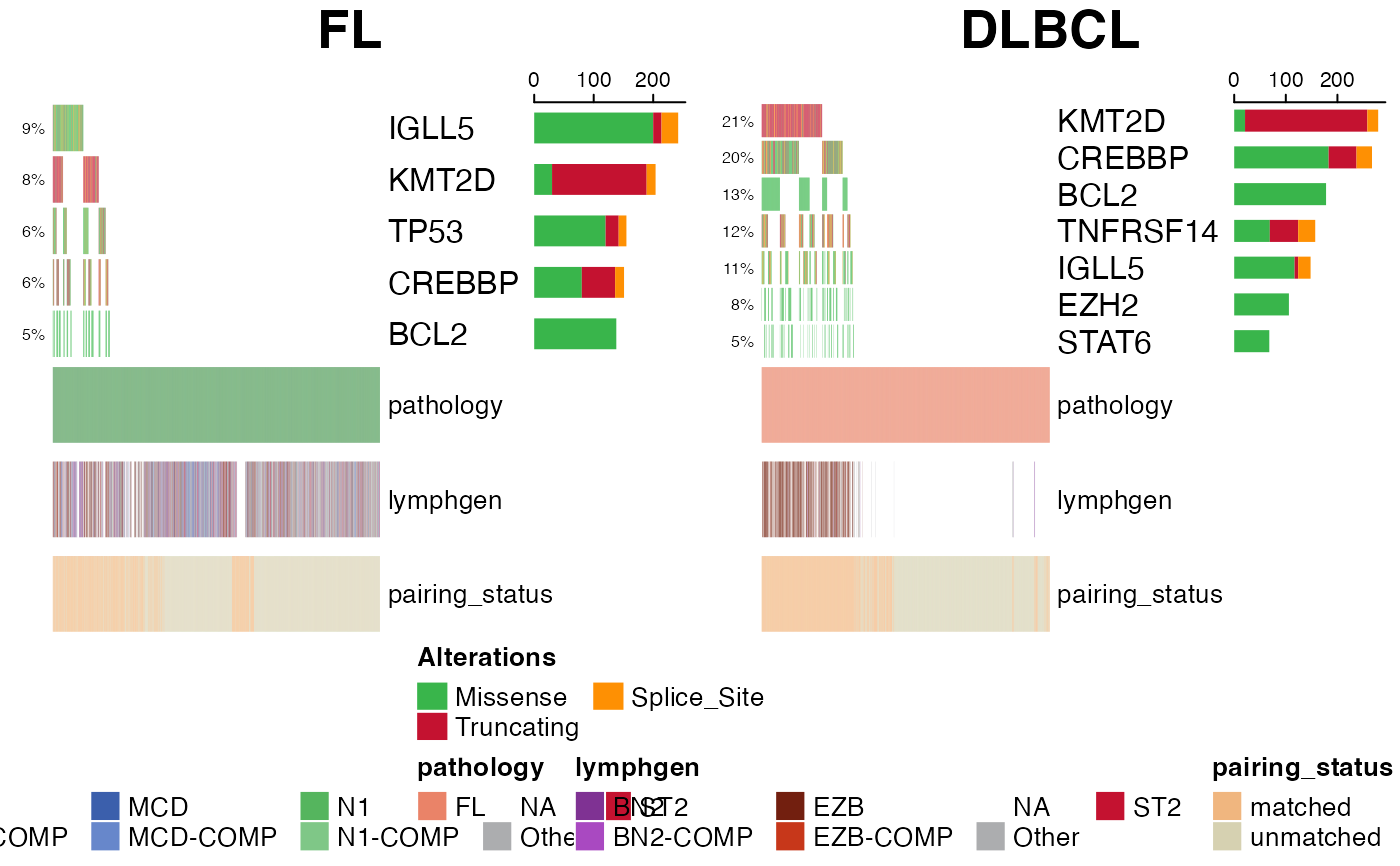 FL
DLBCL
0 100 200
9% IGLL5
8% KMT2D
6% TP53
6% CREBBP
5% BCL2
pathology
lymphgen
pairing_status
0 100 200
21% KMT2D
20% CREBBP
13% BCL2
12% TNFRSF14
11% IGLL5
8% EZH2
5% STAT6
pathology
lymphgen
pairing_status
Alterations
Missense Splice_Site
Truncating
pathology lymphgen pairing_status
MCD N1 FL NA BN2 ST2 EZB NA ST2 matched
COMP MCD-COMP N1-COMP Othe BN2-COMP EZB-COMP Other unmatched